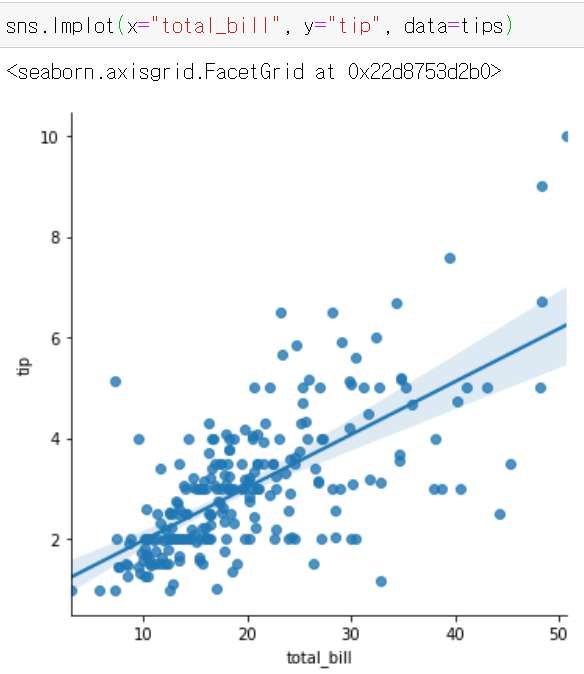 sns.lmplot(x="total_bill", y="tip", data=tips)
<seaborn.axisgrid.FacetGrid at 0x22d8753d2b0>
10
8
6
4
2
tip
10 20 30 40 50
total_bill